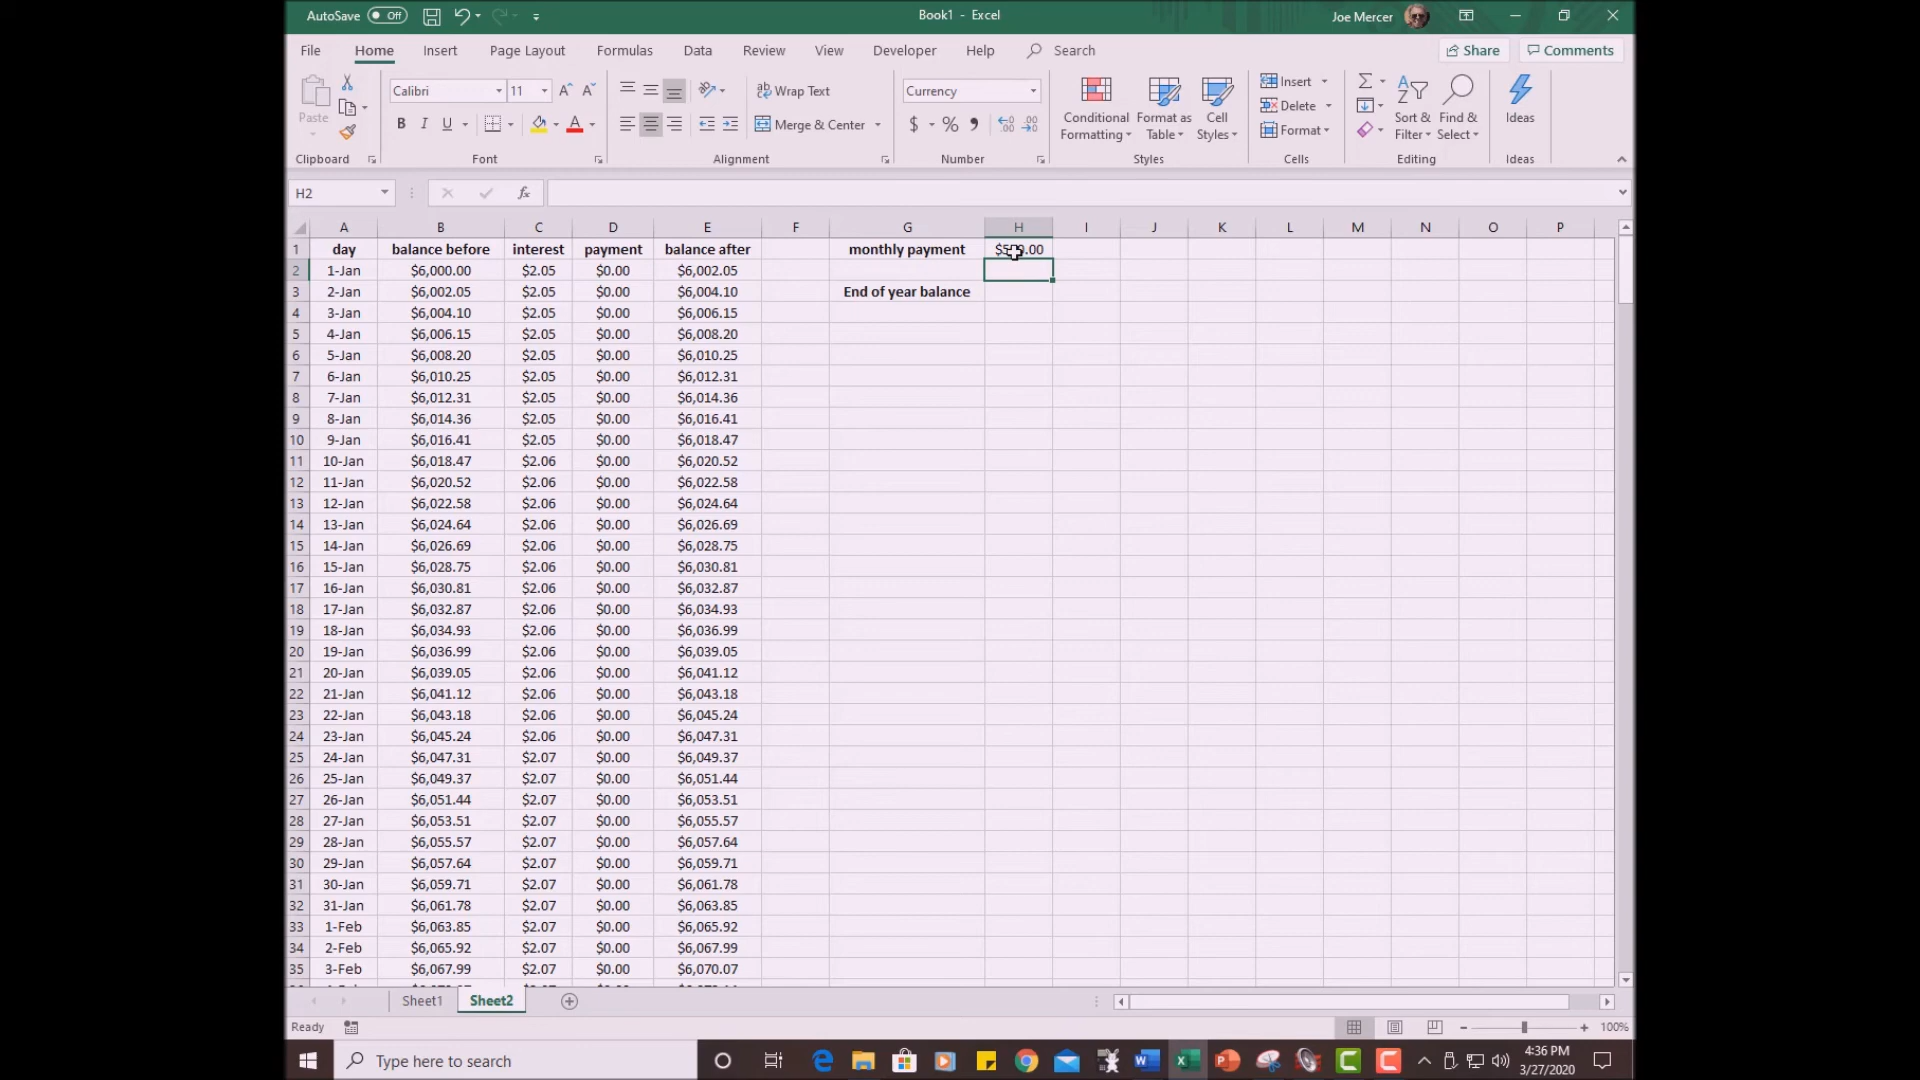 AutoSave Off Book1 - Excel Joe Mercer
File Home Insert Page Layout Formulas Data Review View Developer Help Search Share Comments
Paste
Clipboard
Calibri 11
B I U
Font
ab Wrap Text
Merge & Center
Alignment
Currency
$ % ,
Number
Conditional Formatting
Format as Table
Cell Styles
Styles
Insert
Delete
Format
Cells
Sort & Filter
Find & Select
Editing
Ideas
Ideas
H2 fx
A B C D E F G H I J K L M N O P
1 day balance before interest payment balance after monthly payment
2 1-Jan $6,000.00 $2.05 $0.00 $6,002.05
3 2-Jan $6,002.05 $2.05 $0.00 $6,004.10 End of year balance
4 3-Jan $6,004.10 $2.05 $0.00 $6,006.15
5 4-Jan $6,006.15 $2.05 $0.00 $6,008.20
6 5-Jan $6,008.20 $2.05 $0.00 $6,010.25
7 6-Jan $6,010.25 $2.05 $0.00 $6,012.31
8 7-Jan $6,012.31 $2.05 $0.00 $6,014.36
9 8-Jan $6,014.36 $2.05 $0.00 $6,016.41
10 9-Jan $6,016.41 $2.05 $0.00 $6,018.47
11 10-Jan $6,018.47 $2.06 $0.00 $6,020.52
12 11-Jan $6,020.52 $2.06 $0.00 $6,022.58
13 12-Jan $6,022.58 $2.06 $0.00 $6,024.64
14 13-Jan $6,024.64 $2.06 $0.00 $6,026.69
15 14-Jan $6,026.69 $2.06 $0.00 $6,028.75
16 15-Jan $6,028.75 $2.06 $0.00 $6,030.81
17 16-Jan $6,030.81 $2.06 $0.00 $6,032.87
18 17-Jan $6,032.87 $2.06 $0.00 $6,034.93
19 18-Jan $6,034.93 $2.06 $0.00 $6,036.99
20 19-Jan $6,036.99 $2.06 $0.00 $6,039.05
21 20-Jan $6,039.05 $2.06 $0.00 $6,041.12
22 21-Jan $6,041.12 $2.06 $0.00 $6,043.18
23 22-Jan $6,043.18 $2.06 $0.00 $6,045.24
24 23-Jan $6,045.24 $2.06 $0.00 $6,047.31
25 24-Jan $6,047.31 $2.07 $0.00 $6,049.37
26 25-Jan $6,049.37 $2.07 $0.00 $6,051.44
27 26-Jan $6,051.44 $2.07 $0.00 $6,053.51
28 27-Jan $6,053.51 $2.07 $0.00 $6,055.57
29 28-Jan $6,055.57 $2.07 $0.00 $6,057.64
30 29-Jan $6,057.64 $2.07 $0.00 $6,059.71
31 30-Jan $6,059.71 $2.07 $0.00 $6,061.78
32 31-Jan $6,061.78 $2.07 $0.00 $6,063.85
33 1-Feb $6,063.85 $2.07 $0.00 $6,065.92
34 2-Feb $6,065.92 $2.07 $0.00 $6,067.99
35 3-Feb $6,067.99 $2.07 $0.00 $6,070.07
Sheet1 Sheet2
Ready 100%
Type here to search
4:36 PM
3/27/2020